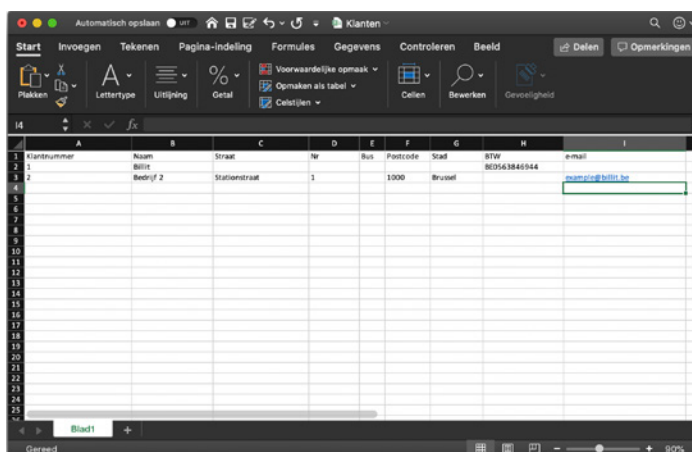 Automatisch opslaan UIT Klanten
Start Invoegen Tekenen Pagina-indeling Formules Gegevens Controleren Beeld Delen Opmerkingen
Plakken Lettertype Uitlijning % Getal Voorwaardelijke opmaak Cellen Bewerken Gevoeligheid
Opmaken als tabel
Celstijlen
I4 fx
A B C D E F G H I
1 Klantnummer Naam Straat Nr Bus Postcode Stad BTW e-mail
2 1 Billit BE0563846944
3 2 Bedrijf 2 Stationstraat 1 1000 Brussel example@billit.be
4
5
6
7
8
9
10
11
12
13
14
15
16
17
18
19
20
21
22
23
24
25
Blad1 +
Gereed - + 90%